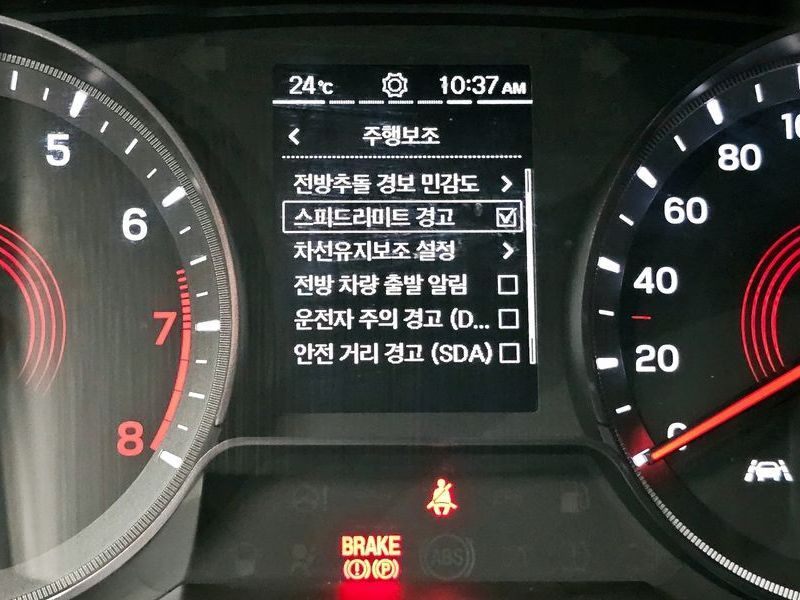 24℃ 10:37 AM
주행보조
전방추돌 경보 민감도
스피드리미트 경고
차선유지보조 설정
전방 차량 출발 알림
운전자 주의 경고 (D...
안전 거리 경고 (SDA)
5
6
7
8
80
60
40
20
0
BRAKE
(!) (P)
ABS